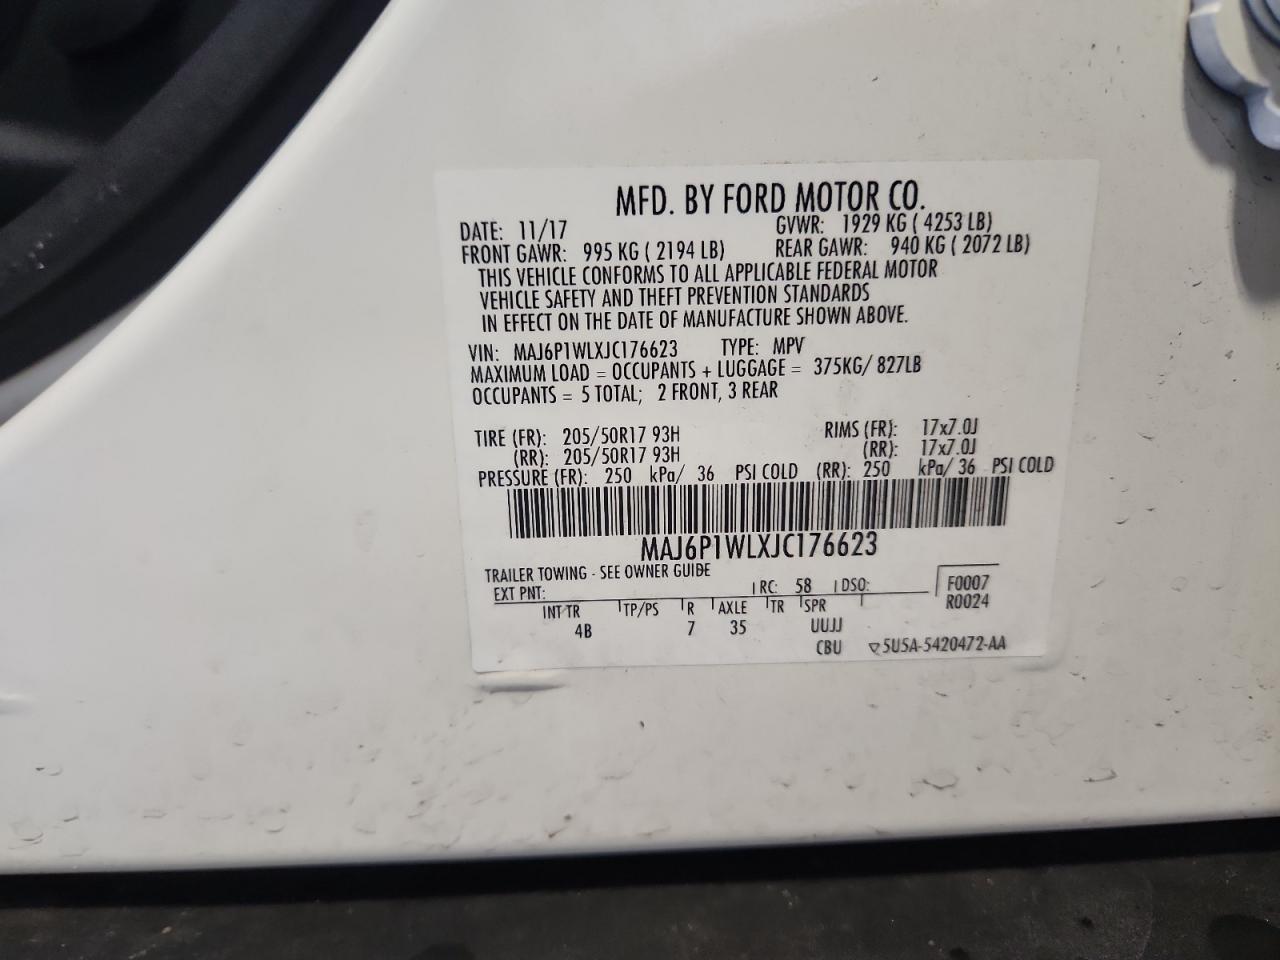 MFD. BY FORD MOTOR CO.
DATE: 11/17 GVWR: 1929 KG ( 4253 LB)
FRONT GAWR: 995 KG ( 2194 LB) REAR GAWR: 940 KG ( 2072 LB)
THIS VEHICLE CONFORMS TO ALL APPLICABLE FEDERAL MOTOR
VEHICLE SAFETY AND THEFT PREVENTION STANDARDS
IN EFFECT ON THE DATE OF MANUFACTURE SHOWN ABOVE.
VIN: MAJ6P1WLXJC176623 TYPE: MPV
MAXIMUM LOAD = OCCUPANTS + LUGGAGE = 375KG/ 827LB
OCCUPANTS = 5 TOTAL; 2 FRONT, 3 REAR
TIRE (FR): 205/50R17 93H RIMS (FR): 17x7.0J
(RR): 205/50R17 93H (RR): 17x7.0J
PRESSURE (FR): 250 kPa/ 36 PSI COLD (RR): 250 kPa/ 36 PSI COLD
MAJ6P1WLXJC176623
TRAILER TOWING - SEE OWNER GUIDE
EXT PNT: RC: 58 DSO: F0007
R0024
INT TR TP/PS R AXLE TR SPR
4B 7 35 UUJJ
CBU 5U5A-5420472-AA